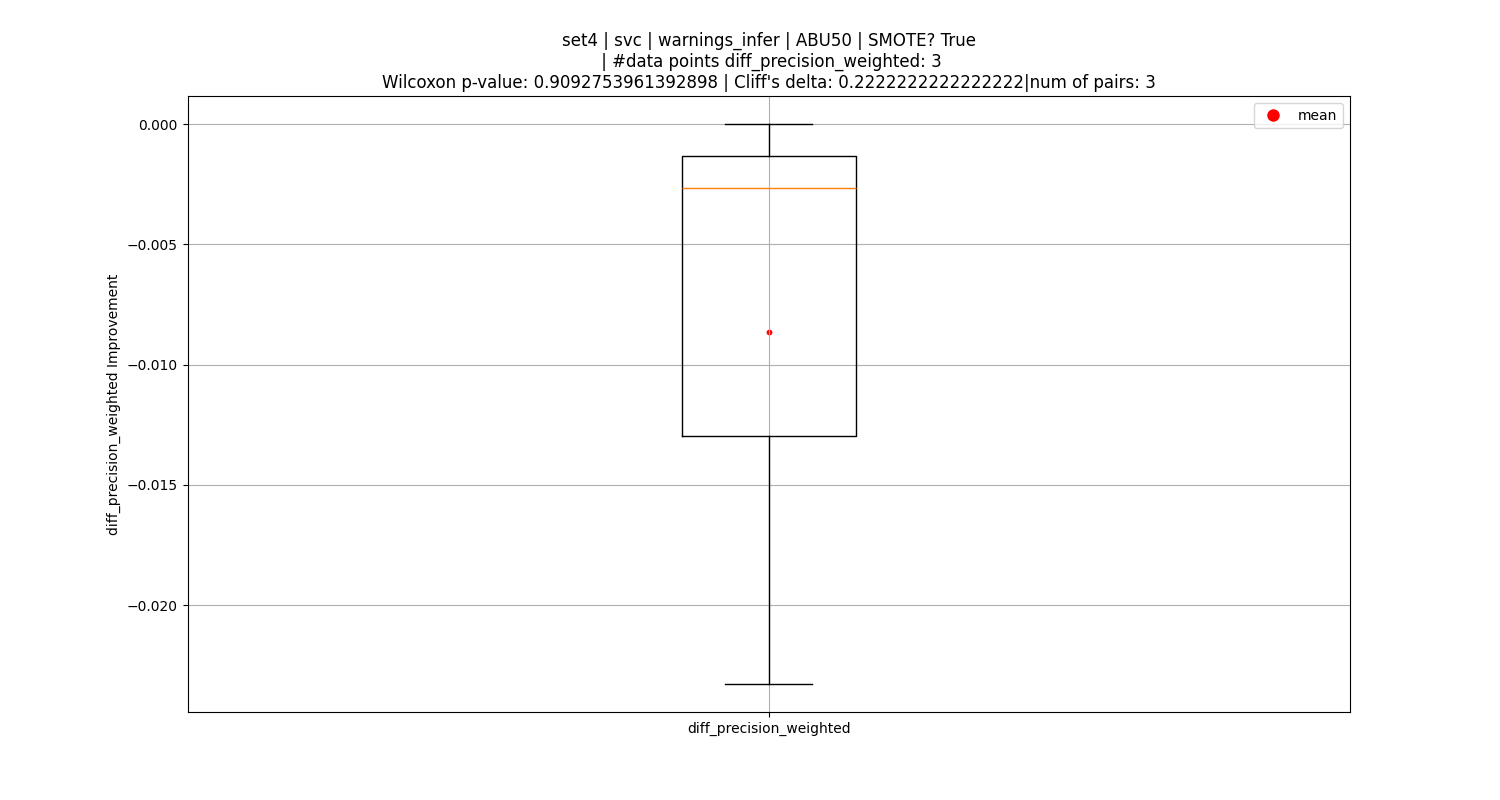 set4 | svc | warnings_infer | ABU50 | SMOTE? True
| #data points diff_precision_weighted: 3
Wilcoxon p-value: 0.9092753961392898 | Cliff's delta: 0.2222222222222222|num of pairs: 3
mean
0.000
−0.005
−0.010
−0.015
−0.020
diff_precision_weighted Improvement
diff_precision_weighted